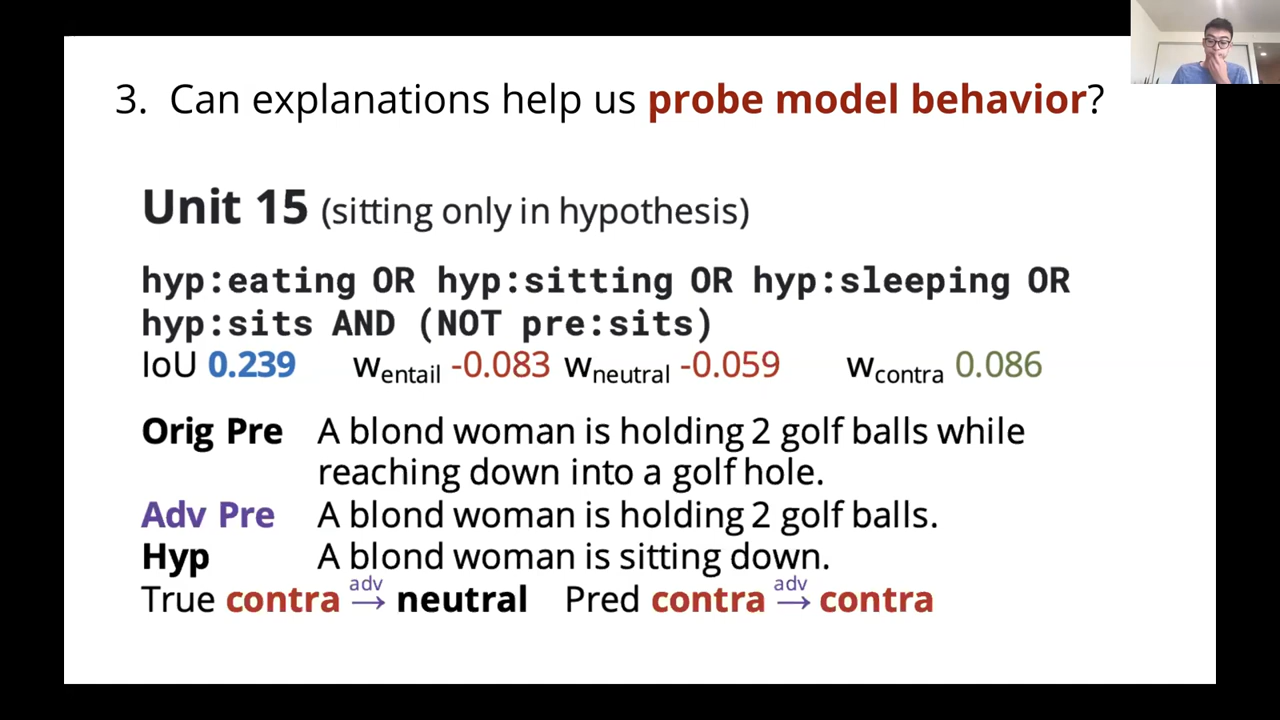 3. Can explanations help us probe model behavior?
Unit 15 (sitting only in hypothesis)
hyp:eating OR hyp:sitting OR hyp:sleeping OR
hyp:sits AND (NOT pre:sits)
IoU 0.239 wentail -0.083 wneutral -0.059 wcontra 0.086
Orig Pre A blond woman is holding 2 golf balls while
reaching down into a golf hole.
Adv Pre A blond woman is holding 2 golf balls.
Hyp A blond woman is sitting down.
True contra adv→ neutral Pred contra adv→ contra